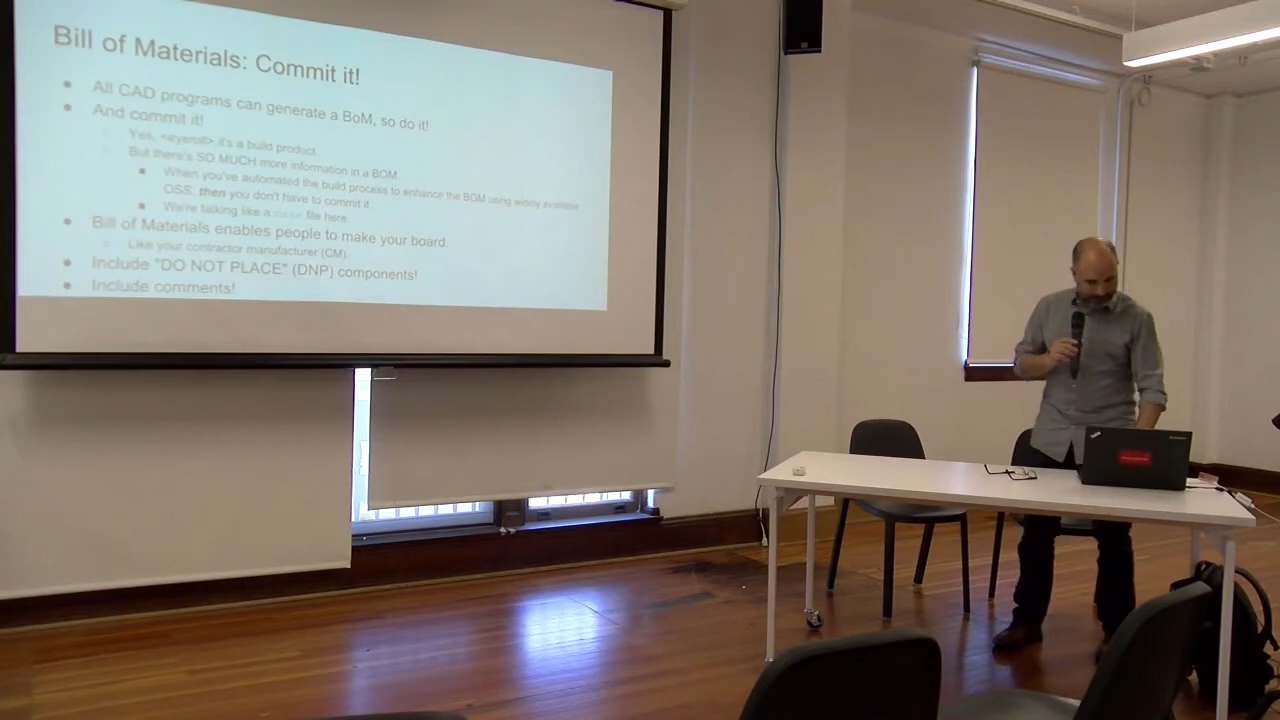 Bill of Materials: Commit it!
All CAD programs can generate a BoM, so do it!
And commit it!
Yes, <eyeroll>,it's a build product.
But there's SO MUCH more information in a BOM.
When you've automated the build process to enhance the BOM using widely available
OSS, then you don't have to commit it.
We're talking like a file here.
Bill of Materials enables people to make your board.
Like your contractor manufacturer (CM).
Include "DO NOT PLACE" (DNP) components!
Include comments!